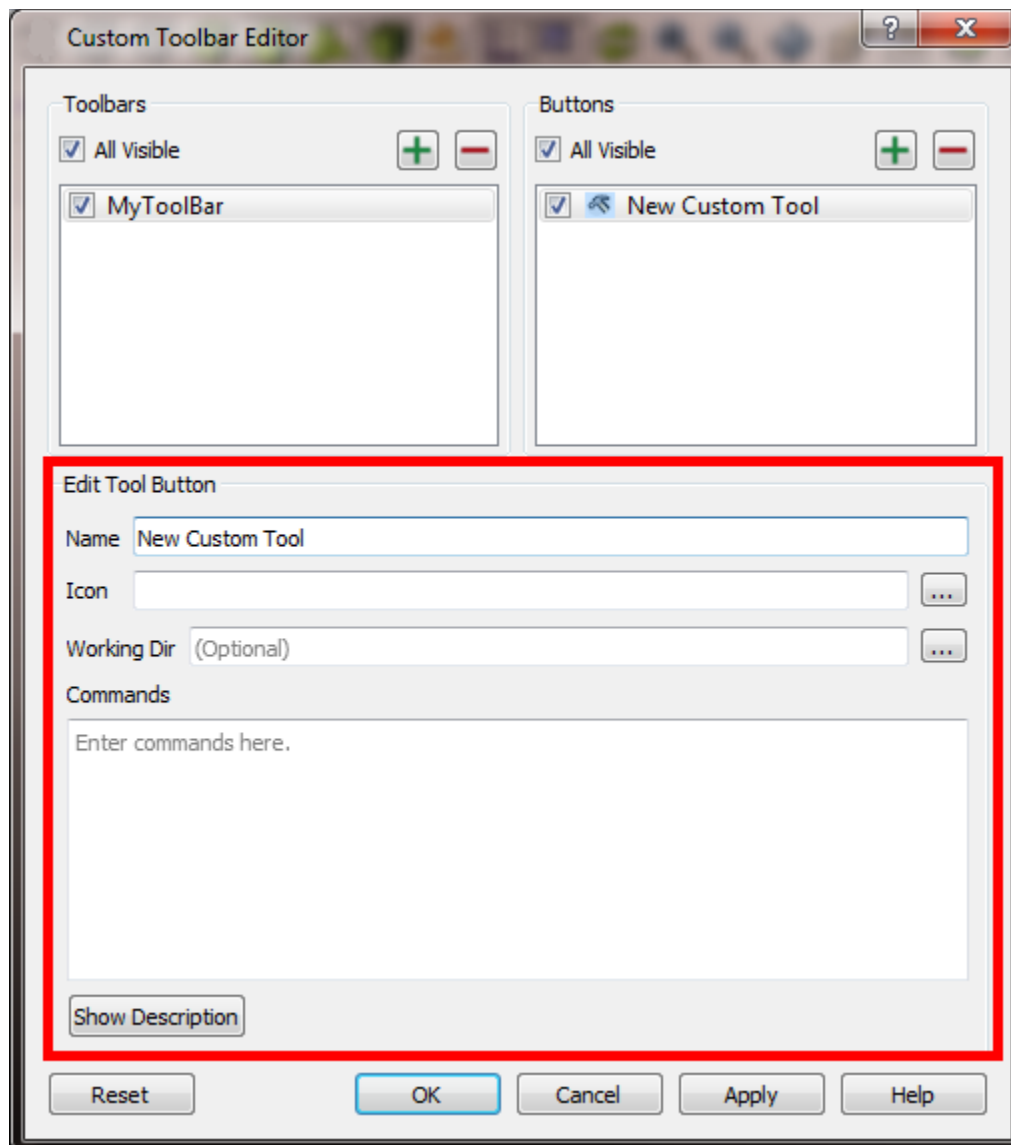 Custom Toolbar Editor
?
X
Toolbars
Buttons
All Visible
All Visible
MyToolBar
New Custom Tool
Edit Tool Button
Name New Custom Tool
Icon
...
Working Dir (Optional)
...
Commands
Enter commands here.
Show Description
Reset
OK
Cancel
Apply
Help